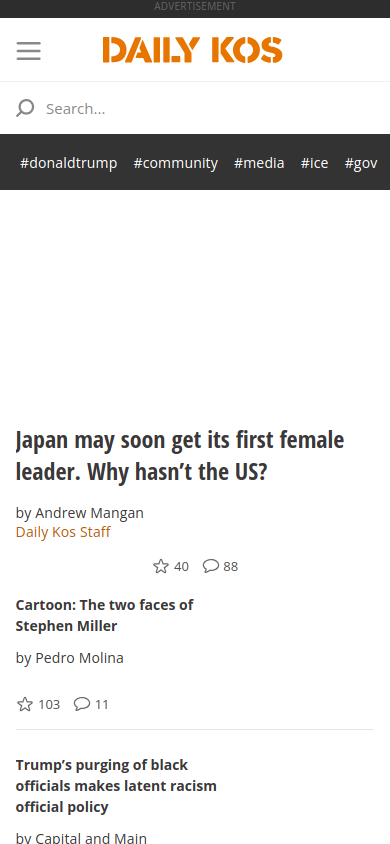 ADVERTISEMENT
DAILY KOS
Search...
#donaldtrump #community #media #ice #gov
Japan may soon get its first female
leader. Why hasn’t the US?
by Andrew Mangan
Daily Kos Staff
40 88
Cartoon: The two faces of
Stephen Miller
by Pedro Molina
103 11
Trump’s purging of black
officials makes latent racism
official policy
by Capital and Main